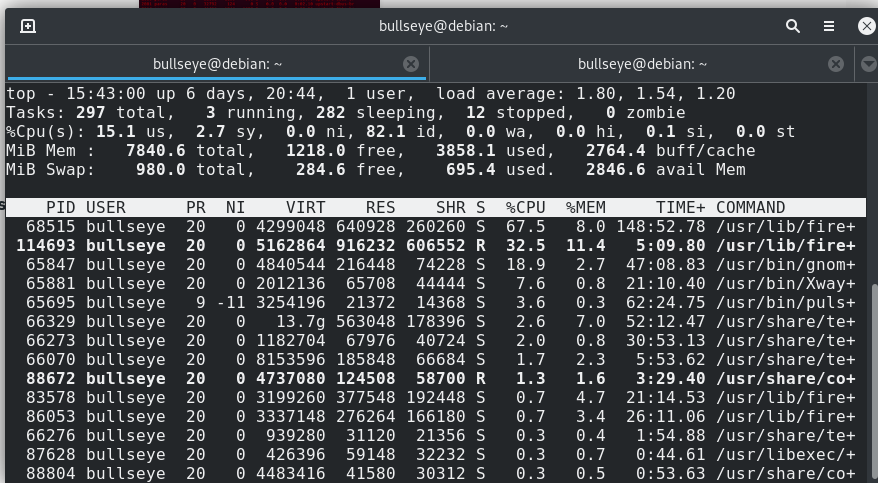 bullseye@debian: ~
bullseye@debian: ~ bullseye@debian: ~
top - 15:43:00 up 6 days, 20:44,  1 user,  load average: 1.80, 1.54, 1.20
Tasks: 297 total,   3 running, 282 sleeping,  12 stopped,   0 zombie
%Cpu(s): 15.1 us,  2.7 sy,  0.0 ni, 82.1 id,  0.0 wa,  0.0 hi,  0.1 si,  0.0 st
MiB Mem :   7840.6 total,   1218.0 free,   3858.1 used,   2764.4 buff/cache
MiB Swap:    980.0 total,    284.6 free,    695.4 used.   2846.6 avail Mem
PID USER      PR  NI    VIRT    RES    SHR S  %CPU  %MEM     TIME+ COMMAND
68515 bullseye  20   0 4299048 640928 260260 S  67.5   8.0 148:52.78 /usr/lib/fire+
114693 bullseye  20   0 5162864 916232 606552 R  32.5  11.4   5:09.80 /usr/lib/fire+
65847 bullseye  20   0 4840544 216448  74228 S  18.9   2.7  47:08.83 /usr/bin/gnom+
65881 bullseye  20   0 2012136  65708  44444 S   7.6   0.8  21:10.40 /usr/bin/Xway+
65695 bullseye   9 -11 3254196  21372  14368 S   3.6   0.3  62:24.75 /usr/bin/puls+
66329 bullseye  20   0   13.7g 563048 178396 S   2.6   7.0  52:12.47 /usr/share/te+
66273 bullseye  20   0 1182704  67976  40724 S   2.0   0.8  30:53.13 /usr/share/te+
66070 bullseye  20   0 8153596 185848  66684 S   1.7   2.3   5:53.62 /usr/share/te+
88672 bullseye  20   0 4737080 124508  58700 R   1.3   1.6   3:29.40 /usr/share/co+
83578 bullseye  20   0 3199260 377548 192448 S   0.7   4.7  21:14.53 /usr/lib/fire+
86053 bullseye  20   0 3337148 276264 166180 S   0.7   3.4  26:11.06 /usr/lib/fire+
66276 bullseye  20   0  939280  31120  21356 S   0.3   0.4   1:54.88 /usr/share/te+
87628 bullseye  20   0  426396  59148  32232 S   0.3   0.7   0:44.61 /usr/libexec/+
88804 bullseye  20   0 4483416  41580  30312 S   0.3   0.5   0:53.63 /usr/share/co+